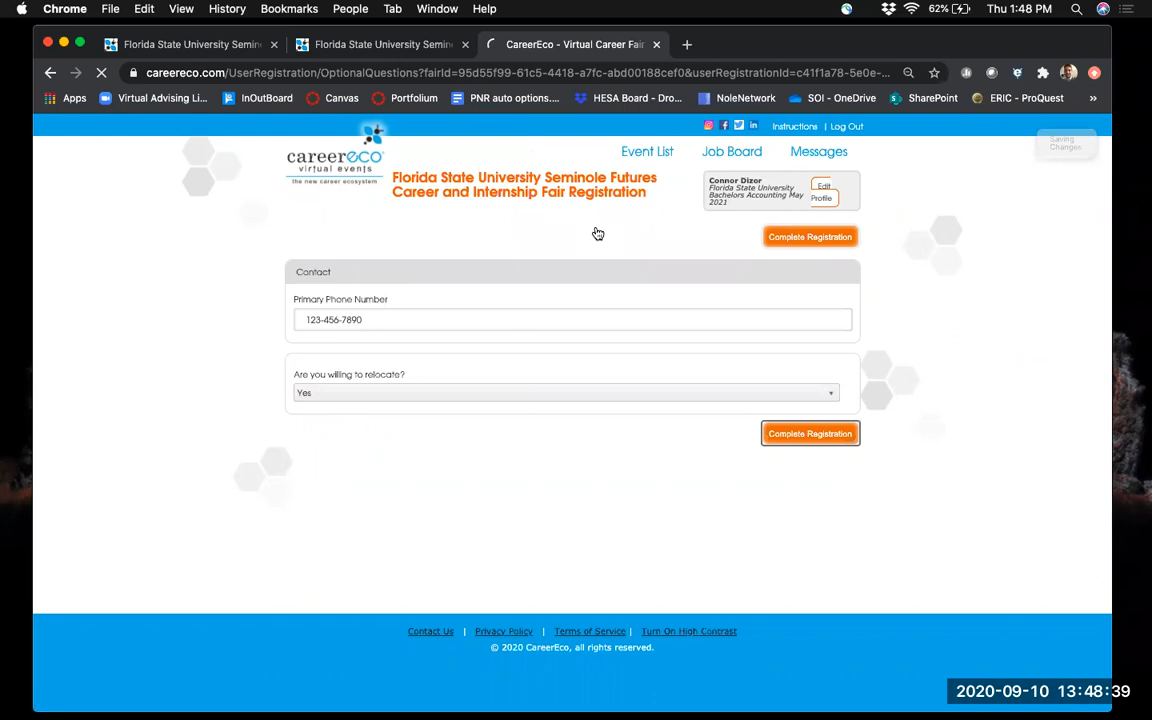 Chrome File Edit View History Bookmarks People Tab Window Help 62% Thu 1:48 PM
Florida State University Semin Florida State University Semin CareerEco - Virtual Career Fai
careereco.com/UserRegistration/OptionalQuestions?fairId=95d55f99-61c5-4418-a7fc-abd00188cef0&userRegistrationId=c41f1a78-5e0e-...
Apps Virtual Advising Li... InOutBoard Canvas Portfolium PNR auto options.... HESA Board - Dro... NoleNetwork SOI - OneDrive SharePoint ERIC - ProQuest »
Instructions | Log Out
Saving
Changes
careereco
virtual events
the new career ecosystem
Event List Job Board Messages
Florida State University Seminole Futures
Career and Internship Fair Registration
Connor Dizor
Florida State University
Bachelors Accounting May
2021
Edit
Profile
Complete Registration
Contact
Primary Phone Number
123-456-7890
Are you willing to relocate?
Yes
Complete Registration
Contact Us | Privacy Policy | Terms of Service | Turn On High Contrast
© 2020 CareerEco, all rights reserved.
2020-09-10 13:48:39